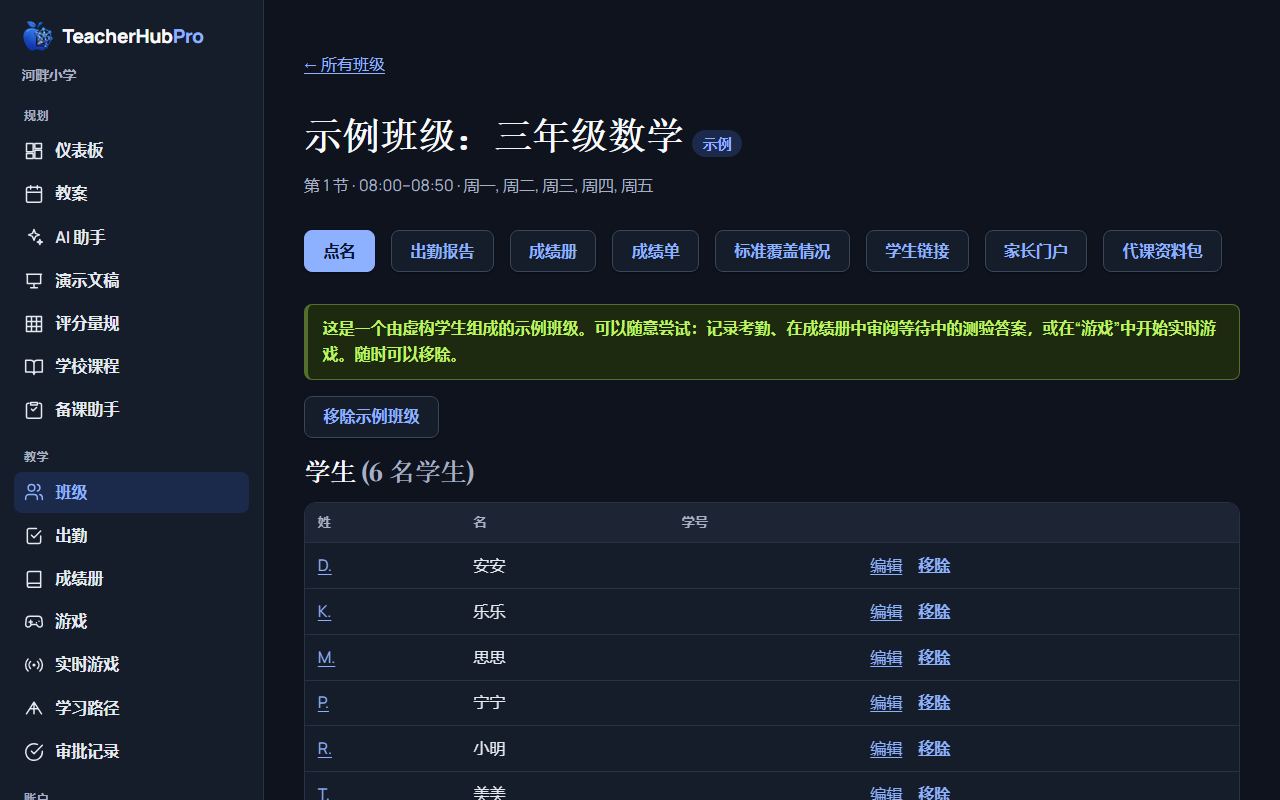 TeacherHubPro
河畔小学
规划
仪表板
教案
AI 助手
演示文稿
评分量规
学校课程
备课助手
教学
班级
出勤
成绩册
游戏
实时游戏
学习路径
审批记录
账户
← 所有班级
示例班级：三年级数学 示例
第 1 节 · 08:00–08:50 · 周一, 周二, 周三, 周四, 周五
点名 出勤报告 成绩册 成绩单 标准覆盖情况 学生链接 家长门户 代课资料包
这是一个由虚构学生组成的示例班级。可以随意尝试：记录考勤、在成绩册中审阅等待中的测验答案，或在“游戏”中开始实时游
戏。随时可以移除。
移除示例班级
学生 (6 名学生)
姓 名 学号
D. 安安 编辑 移除
K. 乐乐 编辑 移除
M. 思思 编辑 移除
P. 宁宁 编辑 移除
R. 小明 编辑 移除
T. 美美 编辑 移除